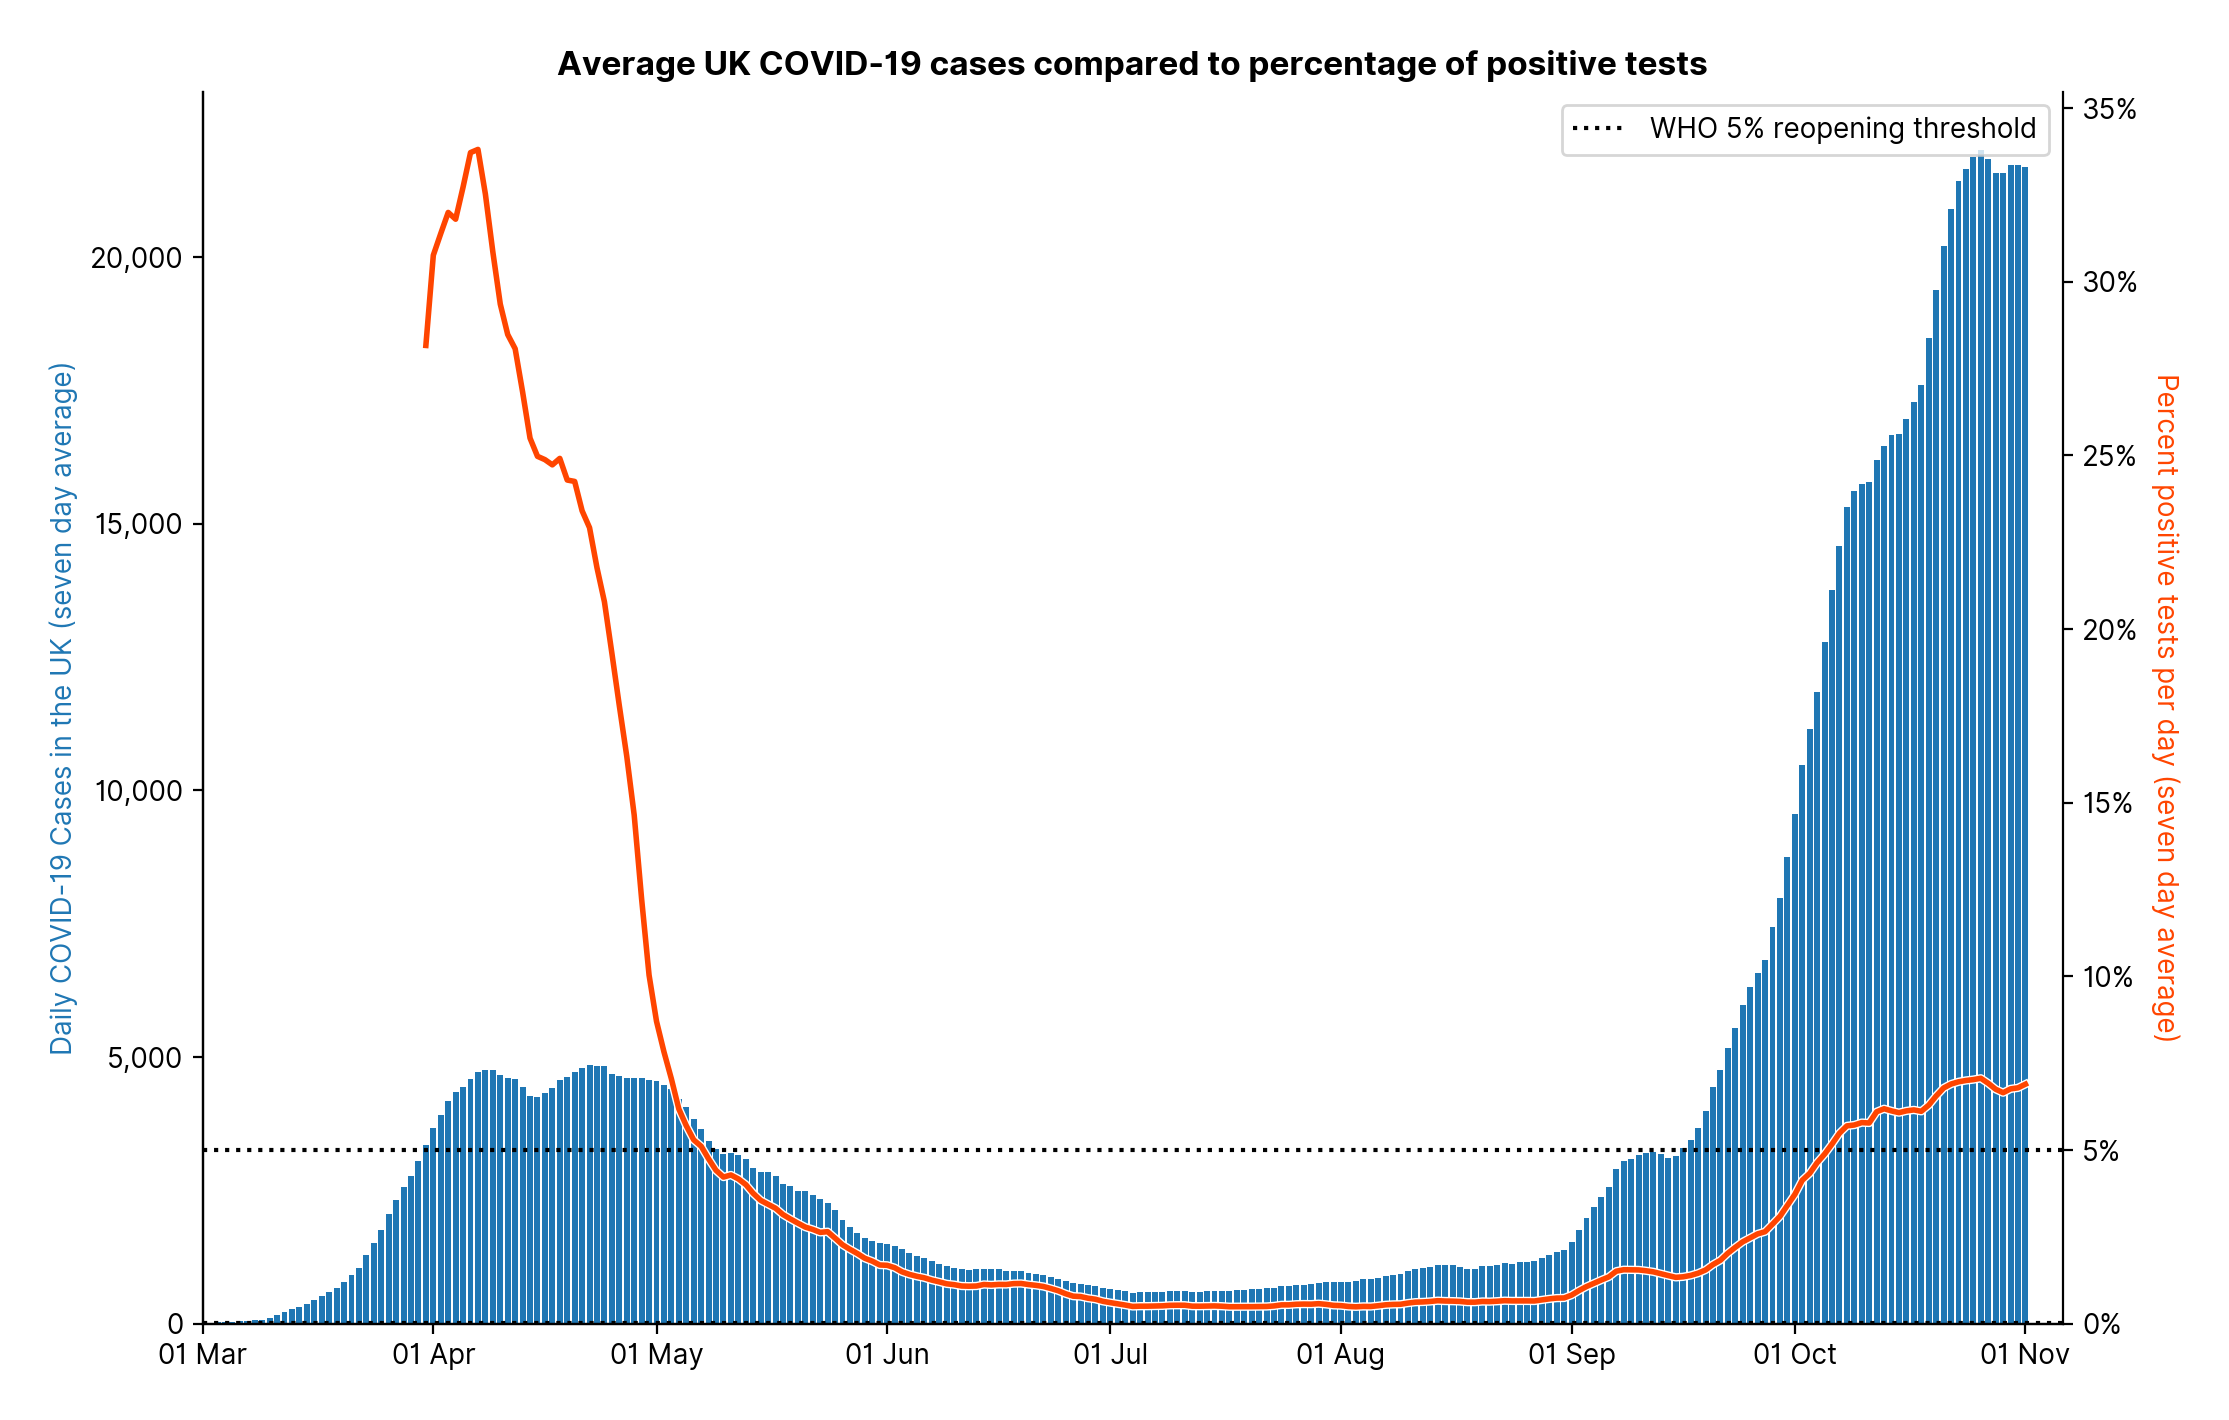 Average UK COVID-19 cases compared to percentage of positive tests
WHO 5% reopening threshold
Daily COVID-19 Cases in the UK (seven day average)
20,000
15,000
10,000
5,000
0
35%
30%
25%
20%
15%
10%
5%
0%
Percent positive tests per day (seven day average)
01 Mar
01 Apr
01 May
01 Jun
01 Jul
01 Aug
01 Sep
01 Oct
01 Nov